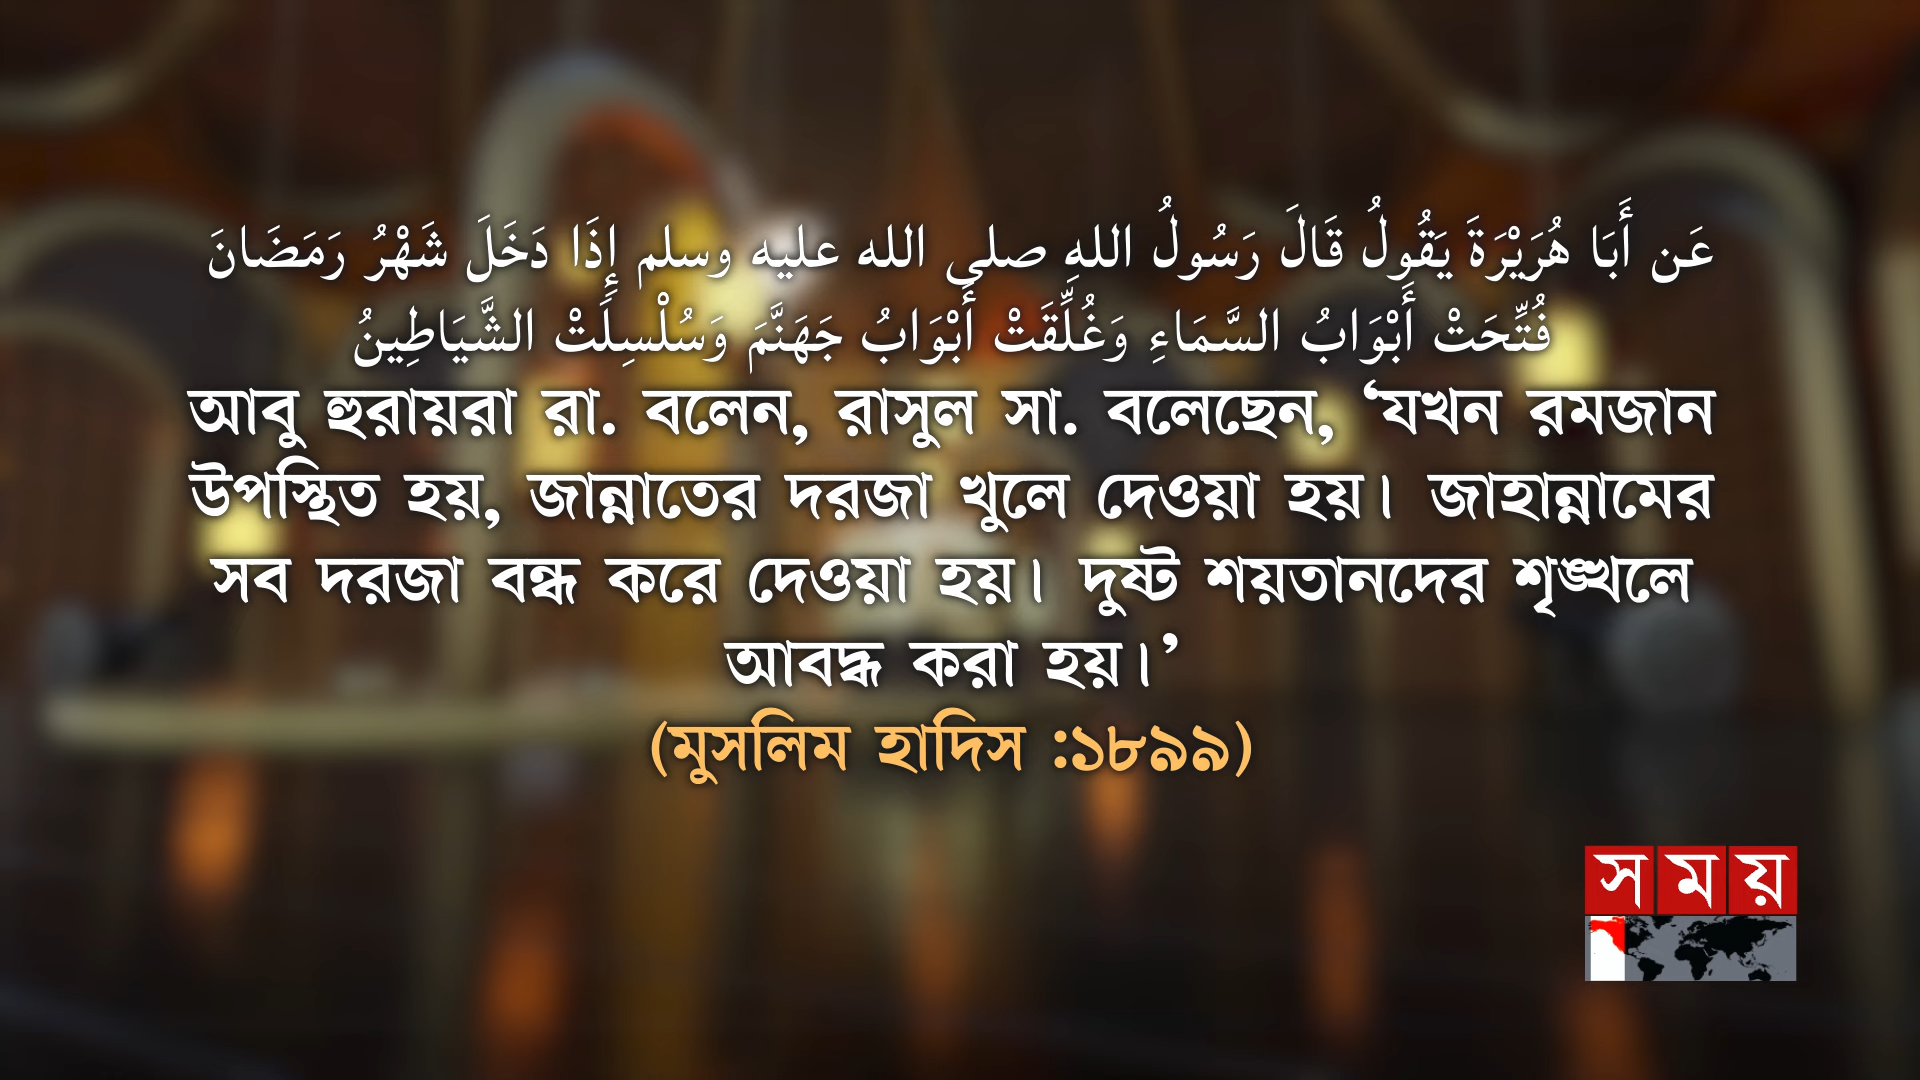 عَن أَبَا هُرَيْرَةَ يَقُولُ قَالَ رَسُولُ اللهِ صلى الله عليه وسلم إِذَا دَخَلَ شَهْرُ رَمَضَانَ
فُتِّحَتْ أَبْوَابُ السَّمَاءِ وَغُلِّقَتْ أَبْوَابُ جَهَنَّمَ وَسُلْسِلَتْ الشَّيَاطِينُ
আবু হুরায়রা রা. বলেন, রাসুল সা. বলেছেন, ‘যখন রমজান
উপস্থিত হয়, জান্নাতের দরজা খুলে দেওয়া হয়। জাহান্নামের
সব দরজা বন্ধ করে দেওয়া হয়। দুষ্ট শয়তানদের শৃঙ্খলে
আবদ্ধ করা হয়।’
(মুসলিম হাদিস :১৮৯৯)
সময়